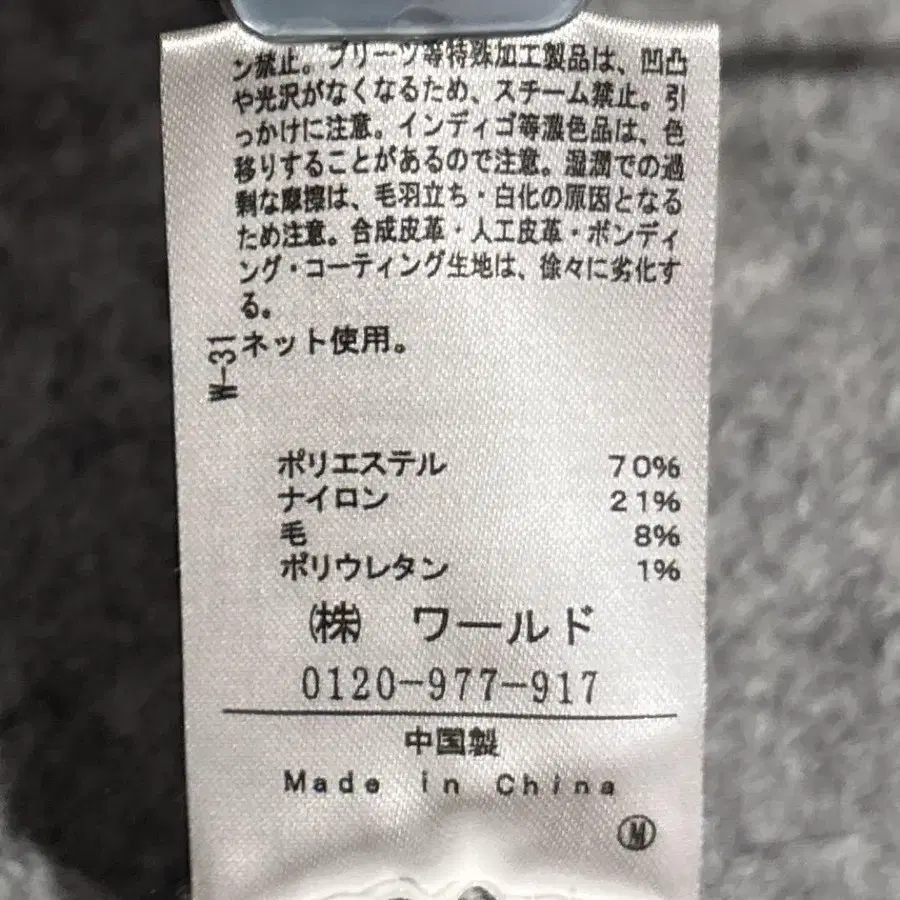 ン禁止。プリーツ等特殊加工製品は、凹凸
や光沢がなくなるため、スチーム禁止。引
っかけに注意。インディゴ等濃色品は、色
移りすることがあるので注意。湿潤での過
剰な摩擦は、毛羽立ち・白化の原因となる
ため注意。合成皮革・人工皮革・ボンディ
ング・コーティング生地は、徐々に劣化す
る。
ネット使用。
W-31
ポリエステル 70%
ナイロン 21%
毛 8%
ポリウレタン 1%
㈱ ワールド
0120-977-917
中国製
Made in China
Ⓜ